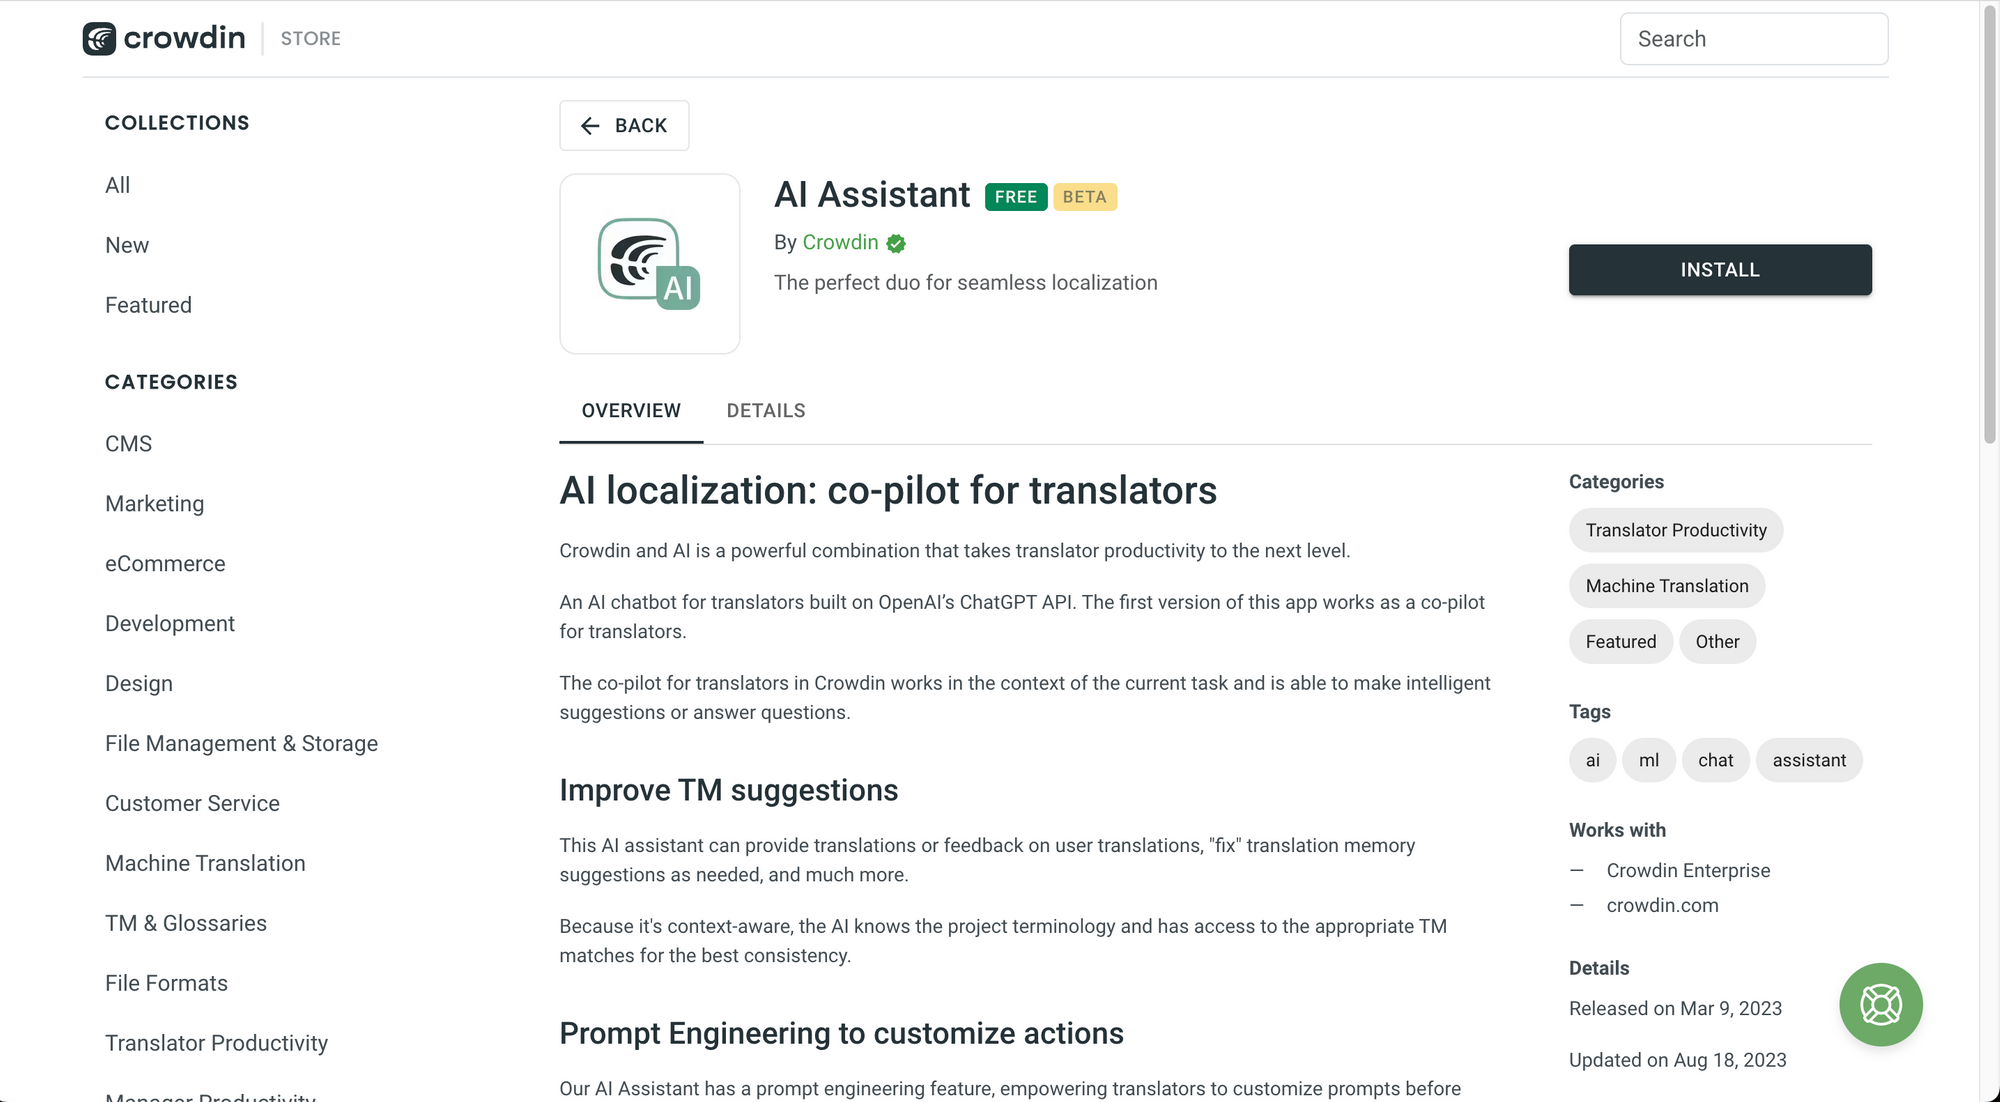 crowdin
STORE
Search
COLLECTIONS
All
New
Featured
CATEGORIES
CMS
Marketing
eCommerce
Development
Design
File Management & Storage
Customer Service
Machine Translation
TM & Glossaries
File Formats
Translator Productivity
Manager Productivity
BACK
AI
AI Assistant
FREE
BETA
By Crowdin
The perfect duo for seamless localization
INSTALL
OVERVIEW
DETAILS
AI localization: co-pilot for translators
Crowdin and AI is a powerful combination that takes translator productivity to the next level.
An AI chatbot for translators built on OpenAI’s ChatGPT API. The first version of this app works as a co-pilot
for translators.
The co-pilot for translators in Crowdin works in the context of the current task and is able to make intelligent
suggestions or answer questions.
Improve TM suggestions
This AI assistant can provide translations or feedback on user translations, "fix" translation memory
suggestions as needed, and much more.
Because it's context-aware, the AI knows the project terminology and has access to the appropriate TM
matches for the best consistency.
Prompt Engineering to customize actions
Our AI Assistant has a prompt engineering feature, empowering translators to customize prompts before
Categories
Translator Productivity
Machine Translation
Featured
Other
Tags
ai
ml
chat
assistant
Works with
— Crowdin Enterprise
— crowdin.com
Details
Released on Mar 9, 2023
Updated on Aug 18, 2023